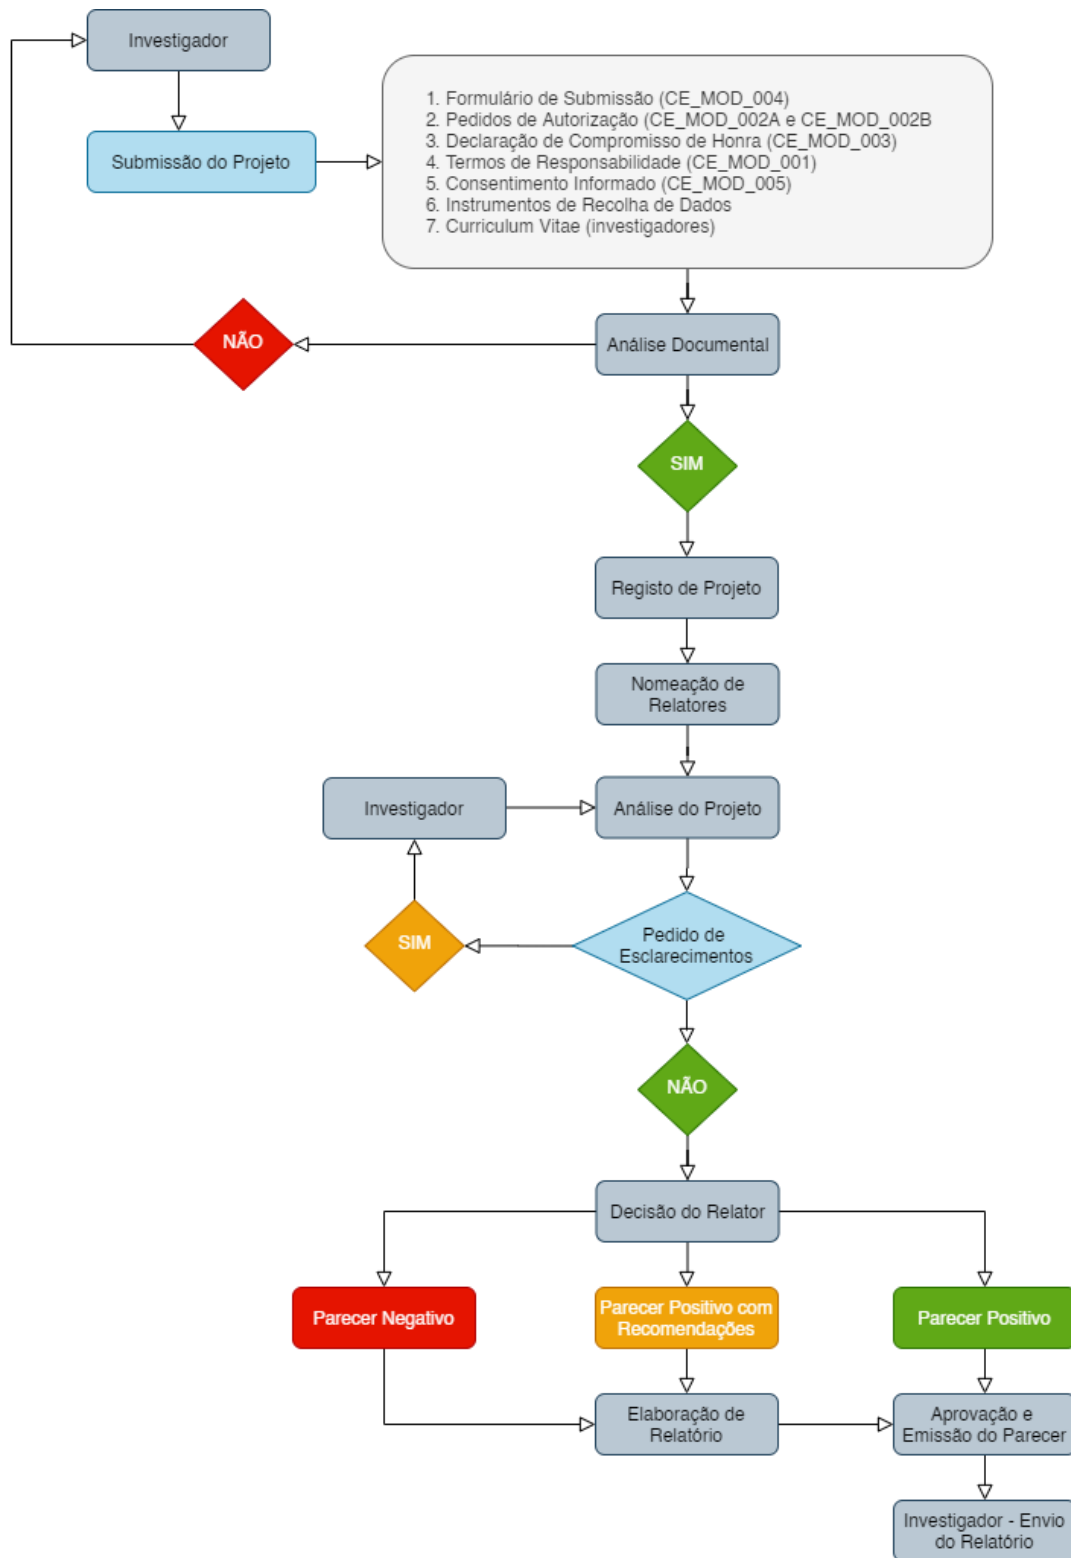 Investigador
Submissão do Projeto
1. Formulário de Submissão (CE_MOD_004)
2. Pedidos de Autorização (CE_MOD_002A e CE_MOD_002B
3. Declaração de Compromisso de Honra (CE_MOD_003)
4. Termos de Responsabilidade (CE_MOD_001)
5. Consentimento Informado (CE_MOD_005)
6. Instrumentos de Recolha de Dados
7. Curriculum Vitae (investigadores)
NÃO
Análise Documental
SIM
Registo de Projeto
Nomeação de
Relatores
Investigador
Análise do Projeto
SIM
Pedido de
Esclarecimentos
NÃO
Decisão do Relator
Parecer Negativo
Parecer Positivo com
Recomendações
Parecer Positivo
Elaboração de
Relatório
Aprovação e
Emissão do Parecer
Investigador - Envio
do Relatório